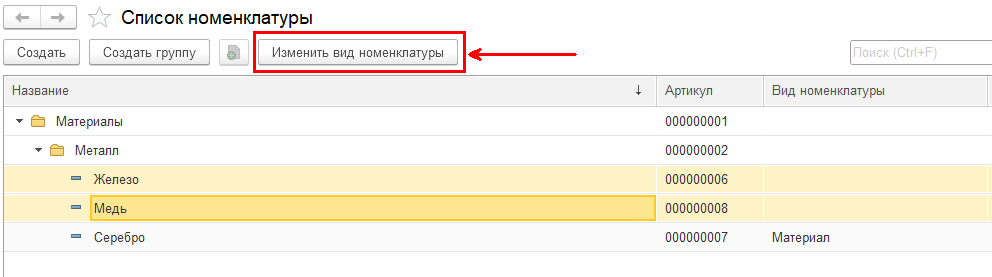 Список номенклатуры
Создать Создать группу Изменить вид номенклатуры Поиск (Ctrl+F)
Название Артикул Вид номенклатуры
Материалы 000000001
Металл 000000002
Железо 000000006
Медь 000000008
Серебро 000000007 Материал